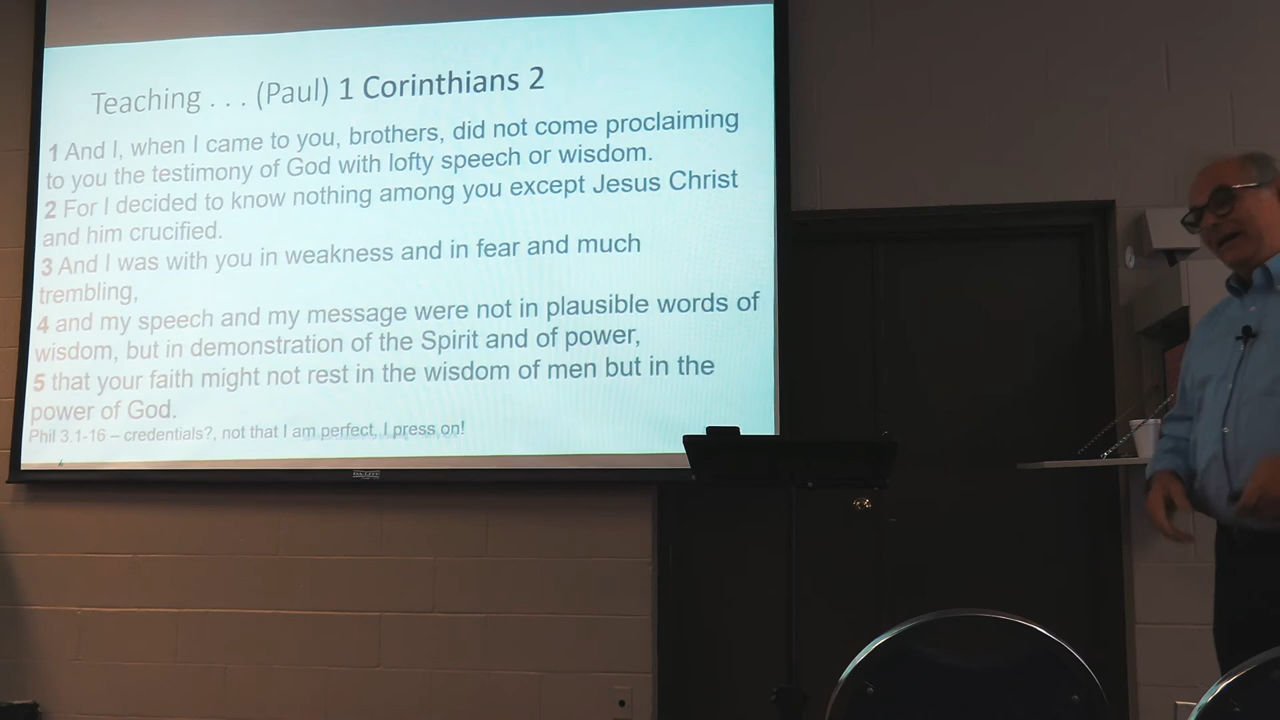 Teaching . . . (Paul) 1 Corinthians 2
1 And I, when I came to you, brothers, did not come proclaiming
to you the testimony of God with lofty speech or wisdom.
2 For I decided to know nothing among you except Jesus Christ
and him crucified.
3 And I was with you in weakness and in fear and much
trembling,
4 and my speech and my message were not in plausible words of
wisdom, but in demonstration of the Spirit and of power,
5 that your faith might not rest in the wisdom of men but in the
power of God.
Phil 3.1-16 – credentials?, not that I am perfect, I press on!